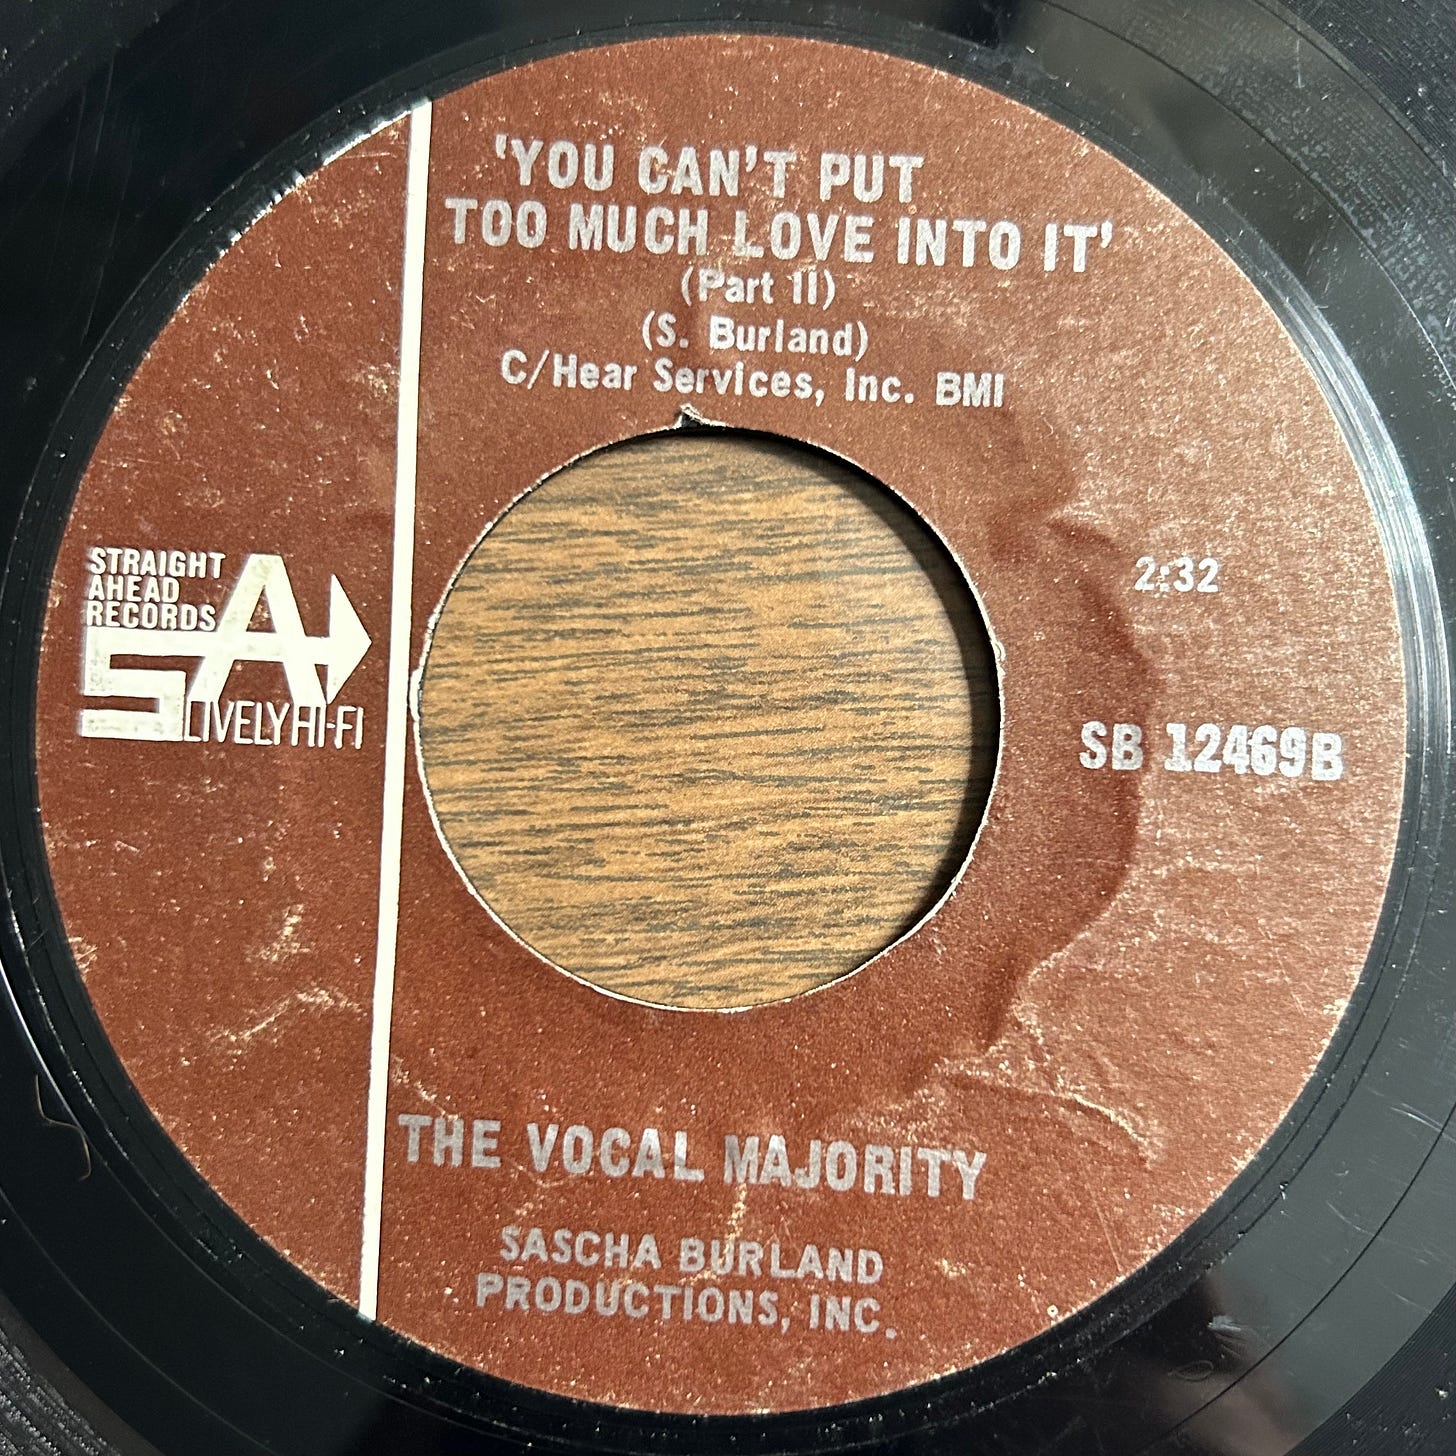 'YOU CAN'T PUT
TOO MUCH LOVE INTO IT'
(Part II)
(S. Burland)
C/Hear Services, Inc. BMI
STRAIGHT
AHEAD
RECORDS
SA
LIVELY HI-FI
2:32
SB 12469B
THE VOCAL MAJORITY
SASCHA BURLAND
PRODUCTIONS, INC.